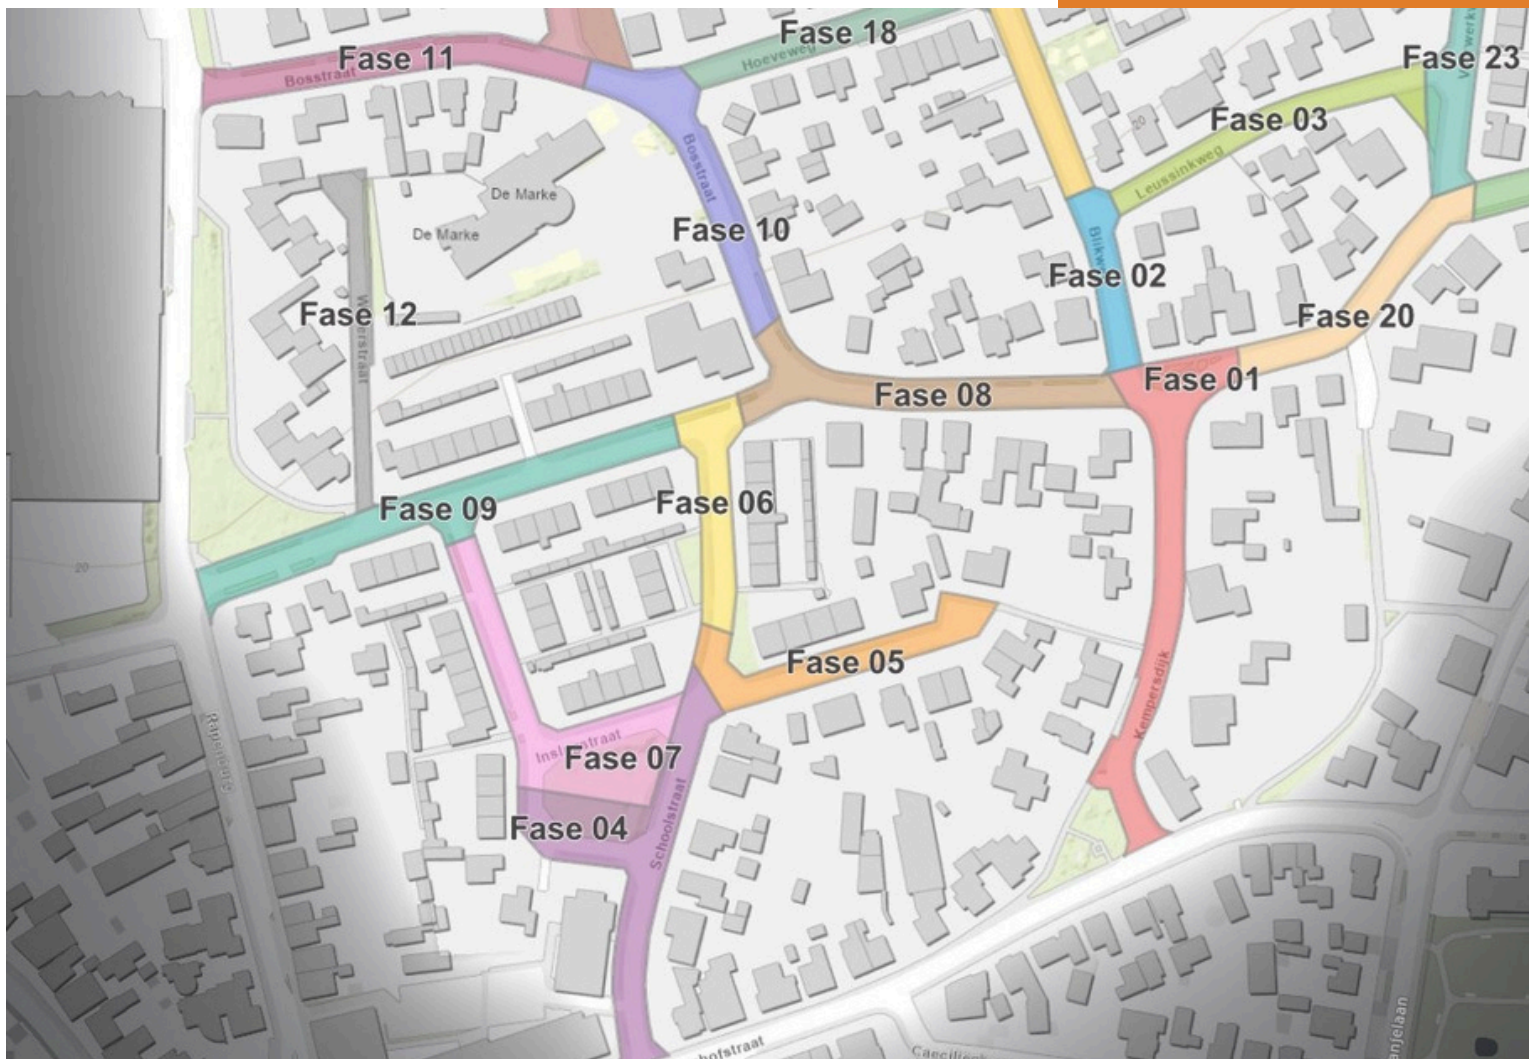 Fase 18
Hoeveweg
Fase 11
Bosstraat
Fase 23
Fase 03
20
Leussinkweg
Bosstraat
De Marke
De Marke
Fase 10
Fase 02
Fase 12
Fase 20
Fase 01
Fase 08
Fase 09
Fase 06
20
Fase 05
Kempersdijk
Fase 07
Fase 04
Schoolstraat